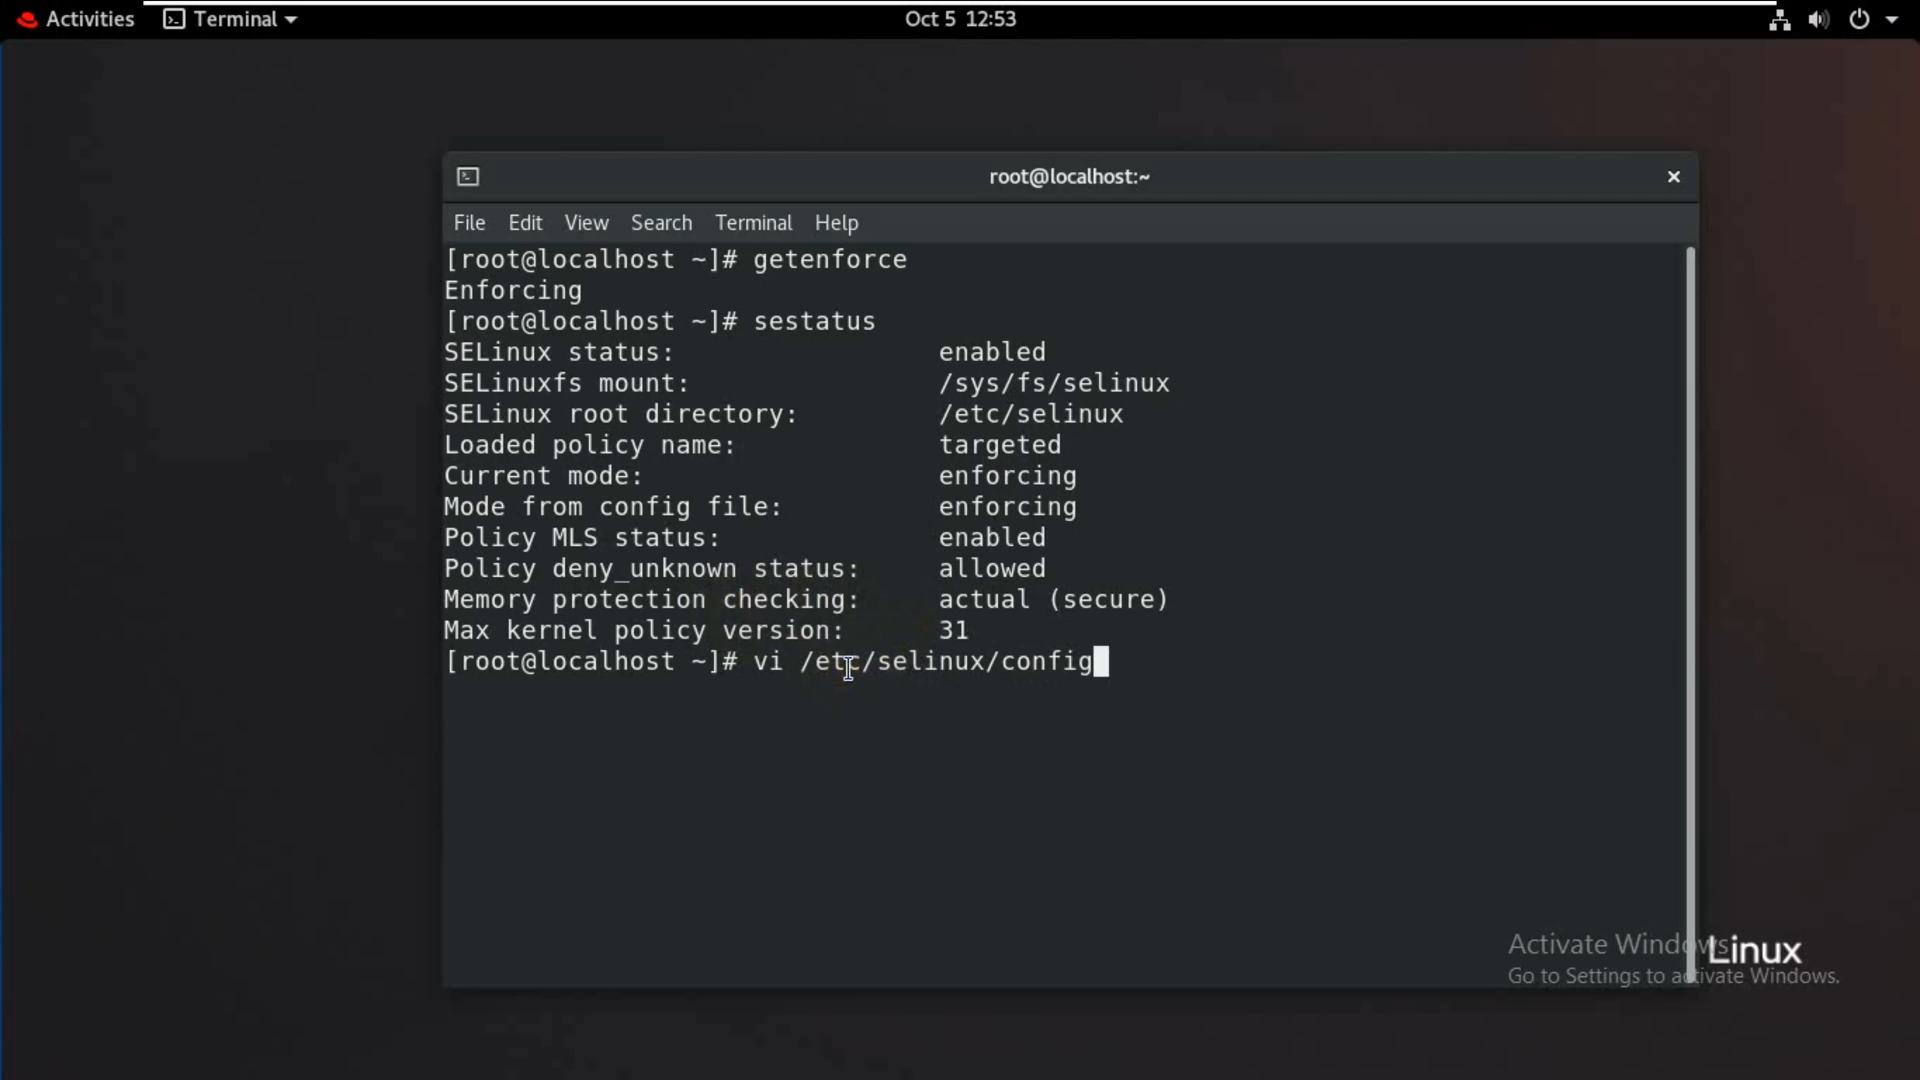 Activities Terminal Oct 5 12:53
root@localhost:~
File Edit View Search Terminal Help
[root@localhost ~]# getenforce
Enforcing
[root@localhost ~]# sestatus
SELinux status: enabled
SELinuxfs mount: /sys/fs/selinux
SELinux root directory: /etc/selinux
Loaded policy name: targeted
Current mode: enforcing
Mode from config file: enforcing
Policy MLS status: enabled
Policy deny_unknown status: allowed
Memory protection checking: actual (secure)
Max kernel policy version: 31
[root@localhost ~]# vi /etc/selinux/config
Activate Windows
Linux
Go to Settings to activate Windows.